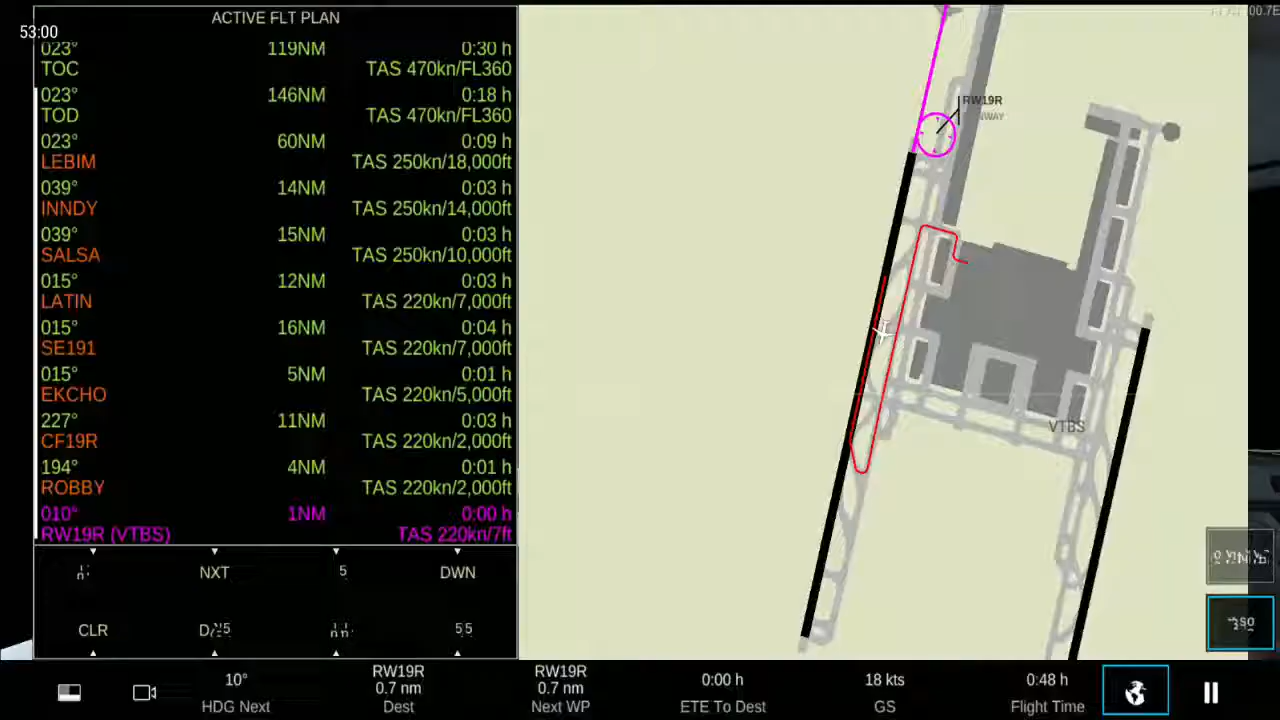 ACTIVE FLT PLAN
53:00
023° 119NM 0:30 h
TOC TAS 470kn/FL360
023° 146NM 0:18 h
TOD TAS 470kn/FL360
023° 60NM 0:09 h
LEBIM TAS 250kn/18,000ft
039° 14NM 0:03 h
INNDY TAS 250kn/14,000ft
039° 15NM 0:03 h
SALSA TAS 250kn/10,000ft
015° 12NM 0:03 h
LATIN TAS 220kn/7,000ft
015° 16NM 0:04 h
SE191 TAS 220kn/7,000ft
015° 5NM 0:01 h
EKCHO TAS 220kn/5,000ft
227° 11NM 0:03 h
CF19R TAS 220kn/2,000ft
194° 4NM 0:01 h
ROBBY TAS 220kn/2,000ft
010° 1NM 0:00 h
RW19R (VTBS) TAS 220kn/7ft
NXT 5 DWN
CLR
RW19R
VTBS
10° HDG Next
RW19R 0.7 nm Dest
RW19R 0.7 nm Next WP
0:00 h ETE To Dest
18 kts GS
0:48 h Flight Time